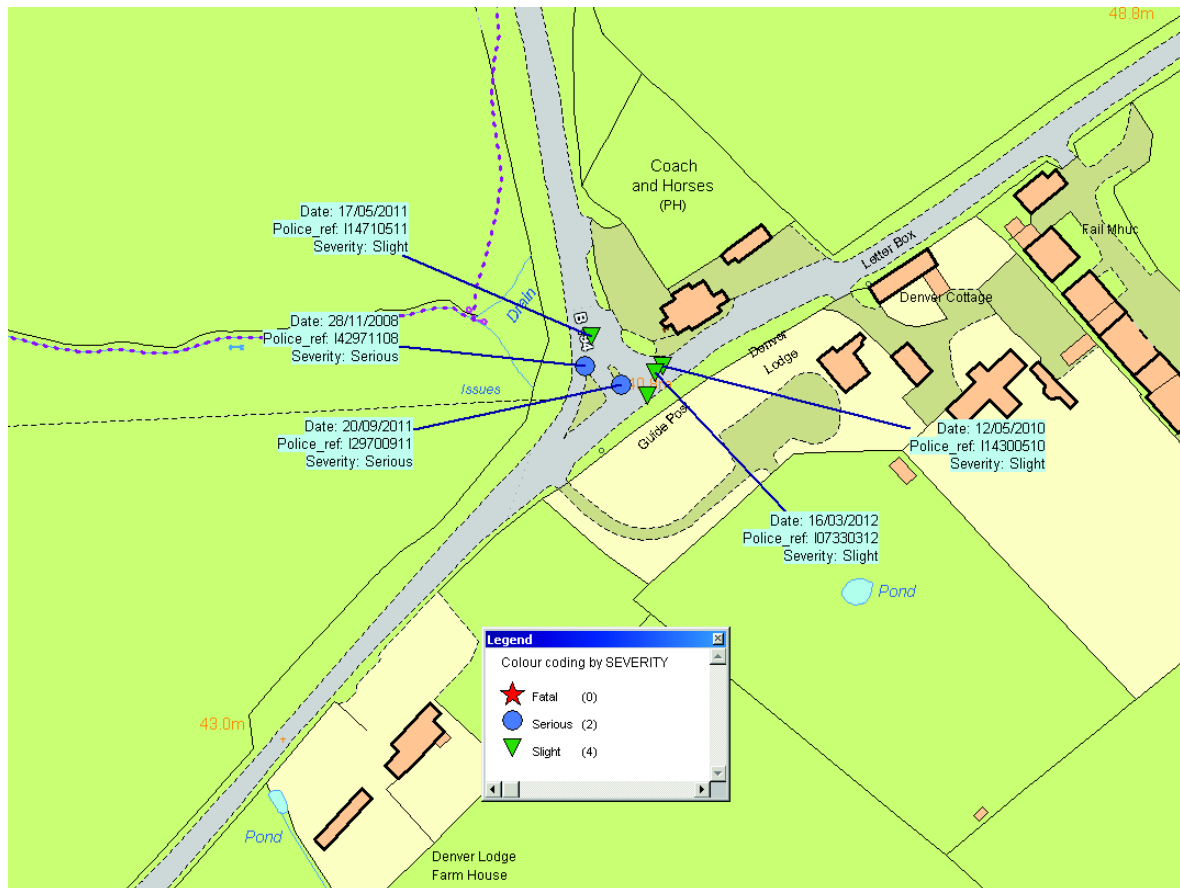 48.8m
Coach
and Horses
(PH)
Date: 17/05/2011
Police_ref: I14710511
Severity: Slight
Letter Box
Fail Mhuc
Denver Cottage
Drain
Date: 28/11/2008
Police_ref: I42971108
Severity: Serious
Denver
Lodge
Issues
Guide Post
Date: 20/09/2011
Police_ref: I29700911
Severity: Serious
Date: 12/05/2010
Police_ref: I14300510
Severity: Slight
Date: 16/03/2012
Police_ref: I07330312
Severity: Slight
Pond
Legend
Colour coding by SEVERITY
Fatal (0)
Serious (2)
Slight (4)
43.0m
Pond
Denver Lodge
Farm House